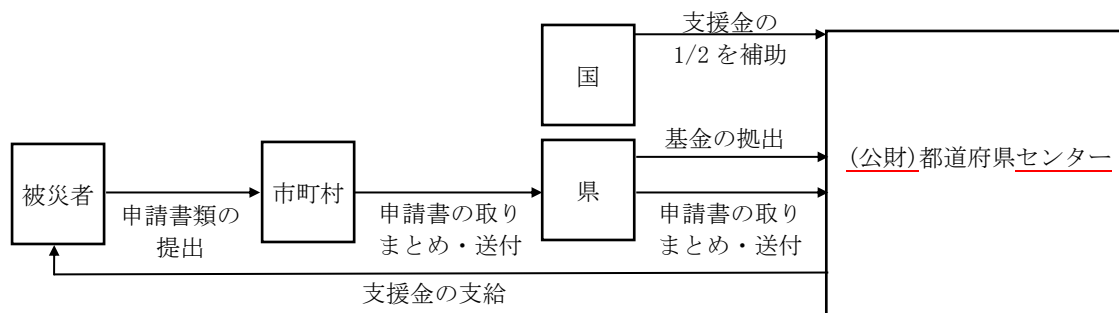 支援金の
1/2 を補助
国
基金の拠出
(公財)都道府県センター
被災者
市町村
県
申請書類の
提出
申請書の取り
まとめ・送付
申請書の取り
まとめ・送付
支援金の支給